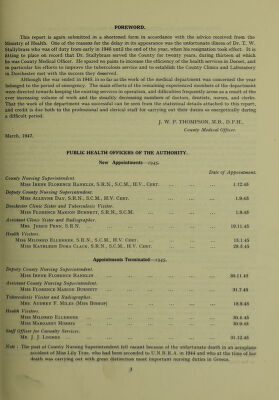 FOREWORD.
This report is again submitted in a shortened form in accordance with the advice received from the
Ministry of Health. One of the reasons for the delay in its appearance was the unfortunate illness of Dr. T. W.
Stallybrass who was off duty from early in 1946 until the end of the year, when his resignation took effect. It is
fitting to place on record that Dr. Stallybrass served the County for twenty years, during thirteen of which
he was County Medical Officer. He spared no pains to increase the efficiency of the health services in Dorset, and
in particular his efforts to improve the tuberculosis service and to establish the County Clinics and Laboratory
in Dorchester met with the success they deserved.
Although the war ended in 1945, in so far as the work of the medical department was concerned the year
belonged to the period of emergency. The main efforts of the remaining experienced members of the department
were directed towards keeping the existing services in operation, and difficulties frequently arose as a result of the
ever increasing volume of work and the steadily decreasing numbers of doctors, dentists, nurses, and clerks.
That the work of the department was successful can be seen from the statistical details attached to this report,
and credit is due both to the professional and clerical staff for carrying out their duties so energetically during
a difficult period.
J. W. P. THOMPSON, M.B., D.P.H.,
County Medical Officer.
March, 1947.
PUBLIC HEALTH OFFICERS OF THE AUTHORITY.
New Appointments—1945.
Date of Appointment.
County Nursing Superintendent.
MISS IRENE FLORENCE S.R.N., S.C.M., H.V. CERT. 1.12.45
Deputy County Nursing Superintendent.
MISS DAY, S.R.N., S.C.M., H.V. CERT. 1.9.45
Dorchester Clinic Sister and Tuberculosis Visitor.
MISS FLORENCE MARION BURNETT, S.R.N., S.C.M. 1.9.45
Assistant Clinic Sister and Radiographer.
MRS. PENN, S.R.N. 19.11.45
Health Visitors.
MISS MILDRED S.R.N., S.C.M., H.V. CERT. 15.1.45
MISS KATHLEEN DORA CLACK, S.R.N., S.C.M., H.V. CERT. 29.5.45
Appointments Terminated—1945.
Deputy County Nursing Superintendent.
MISS IRENE FLORENCE 30.11.45
Assistant County Nursing Superintendent.
MISS FLORENCE MARION BURNETT 31.7.45
Tuberculosis Visitor and Radiographer.
MRS. AUDREY F. MILES (MISS 18.8.45
Health Visitors.
MISS MILDRED 30.4.45
MISS MARGARET MORRIS 30.9.45
Staff Officer for Casualty Services.
MR. J. J. LOOMES 31.12.45
Note : The post of County Nursing Superintendent fell vacant because of the unfortunate death in an aeroplane
accident of Miss Lily Tree, who had been seconded to U.N.R.R.A. in 1944 and who at the time of her
death was carrying out with great distinction most important nursing duties in Greece.
3